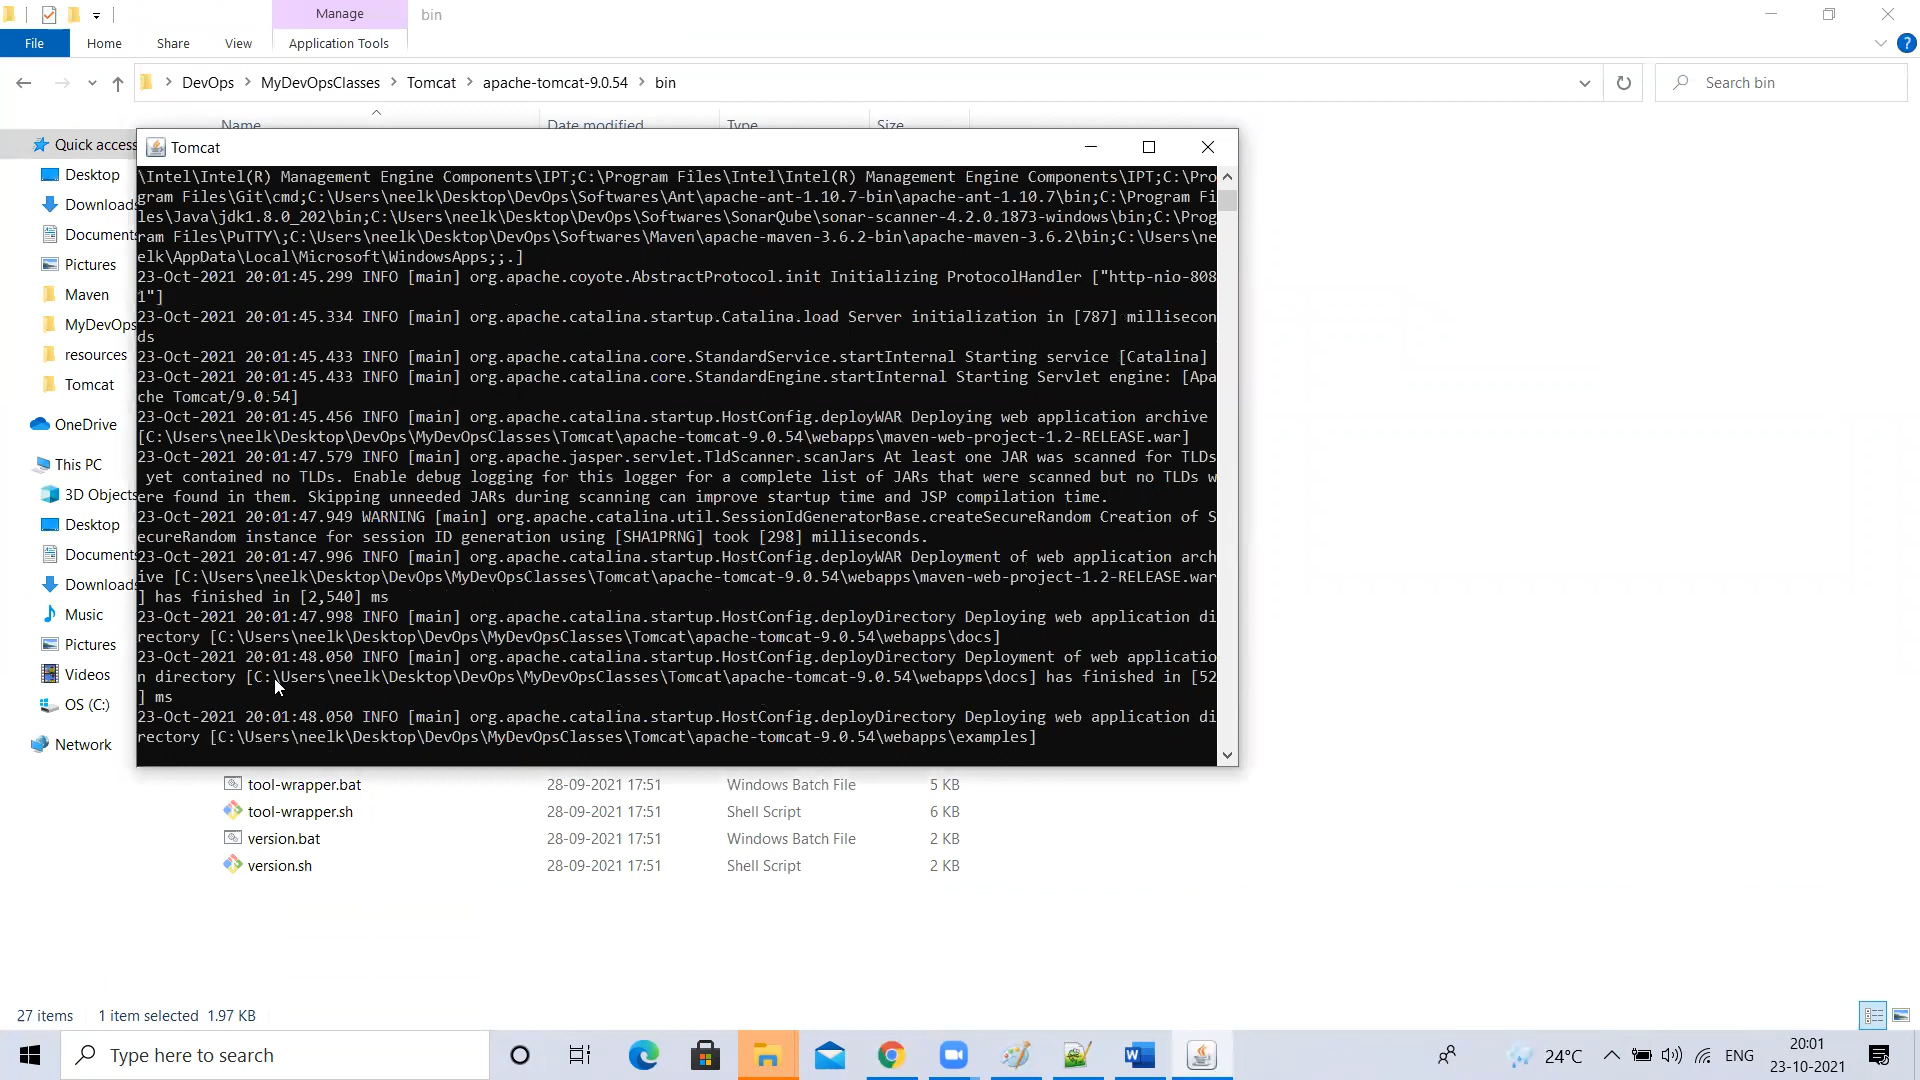 Manage
bin
File
Home
Share
View
Application Tools
DevOps
MyDevOpsClasses
Tomcat
apache-tomcat-9.0.54
bin
Search bin
Name
Date modified
Type
Size
Quick access
Desktop
Downloads
Documents
Pictures
Maven
MyDevOps
resources
Tomcat
OneDrive
This PC
3D Objects
Desktop
Documents
Downloads
Music
Pictures
Videos
OS (C:)
Network
Tomcat
\Intel\Intel(R) Management Engine Components\IPT;C:\Program Files\Intel\Intel(R) Management Engine Components\IPT;C:\Pro
gram Files\Git\cmd;C:\Users\neelk\Desktop\DevOps\Softwares\Ant\apache-ant-1.10.7-bin\apache-ant-1.10.7\bin;C:\Program Fi
les\Java\jdk1.8.0_202\bin;C:\Users\neelk\Desktop\DevOps\Softwares\SonarQube\sonar-scanner-4.2.0.1873-windows\bin;C:\Prog
ram Files\PuTTY\;C:\Users\neelk\Desktop\DevOps\Softwares\Maven\apache-maven-3.6.2-bin\apache-maven-3.6.2\bin;C:\Users\ne
elk\AppData\Local\Microsoft\WindowsApps;;.]
23-Oct-2021 20:01:45.299 INFO [main] org.apache.coyote.AbstractProtocol.init Initializing ProtocolHandler ["http-nio-808
1"]
23-Oct-2021 20:01:45.334 INFO [main] org.apache.catalina.startup.Catalina.load Server initialization in [787] millisecon
ds
23-Oct-2021 20:01:45.433 INFO [main] org.apache.catalina.core.StandardService.startInternal Starting service [Catalina]
23-Oct-2021 20:01:45.433 INFO [main] org.apache.catalina.core.StandardEngine.startInternal Starting Servlet engine: [Apa
che Tomcat/9.0.54]
23-Oct-2021 20:01:45.456 INFO [main] org.apache.catalina.startup.HostConfig.deployWAR Deploying web application archive
[C:\Users\neelk\Desktop\DevOps\MyDevOpsClasses\Tomcat\apache-tomcat-9.0.54\webapps\maven-web-project-1.2-RELEASE.war]
23-Oct-2021 20:01:47.579 INFO [main] org.apache.jasper.servlet.TldScanner.scanJars At least one JAR was scanned for TLDs
yet contained no TLDs. Enable debug logging for this logger for a complete list of JARs that were scanned but no TLDs w
ere found in them. Skipping unneeded JARs during scanning can improve startup time and JSP compilation time.
23-Oct-2021 20:01:47.949 WARNING [main] org.apache.catalina.util.SessionIdGeneratorBase.createSecureRandom Creation of S
ecureRandom instance for session ID generation using [SHA1PRNG] took [298] milliseconds.
23-Oct-2021 20:01:47.996 INFO [main] org.apache.catalina.startup.HostConfig.deployWAR Deployment of web application arch
ive [C:\Users\neelk\Desktop\DevOps\MyDevOpsClasses\Tomcat\apache-tomcat-9.0.54\webapps\maven-web-project-1.2-RELEASE.war
] has finished in [2,540] ms
23-Oct-2021 20:01:47.998 INFO [main] org.apache.catalina.startup.HostConfig.deployDirectory Deploying web application di
rectory [C:\Users\neelk\Desktop\DevOps\MyDevOpsClasses\Tomcat\apache-tomcat-9.0.54\webapps\docs]
23-Oct-2021 20:01:48.050 INFO [main] org.apache.catalina.startup.HostConfig.deployDirectory Deployment of web applicatio
n directory [C:\Users\neelk\Desktop\DevOps\MyDevOpsClasses\Tomcat\apache-tomcat-9.0.54\webapps\docs] has finished in [52
] ms
23-Oct-2021 20:01:48.050 INFO [main] org.apache.catalina.startup.HostConfig.deployDirectory Deploying web application di
rectory [C:\Users\neelk\Desktop\DevOps\MyDevOpsClasses\Tomcat\apache-tomcat-9.0.54\webapps\examples]
tool-wrapper.bat 28-09-2021 17:51 Windows Batch File 5 KB
tool-wrapper.sh 28-09-2021 17:51 Shell Script 6 KB
version.bat 28-09-2021 17:51 Windows Batch File 2 KB
version.sh 28-09-2021 17:51 Shell Script 2 KB
27 items 1 item selected 1.97 KB
Type here to search
24°C
ENG
20:01
23-10-2021